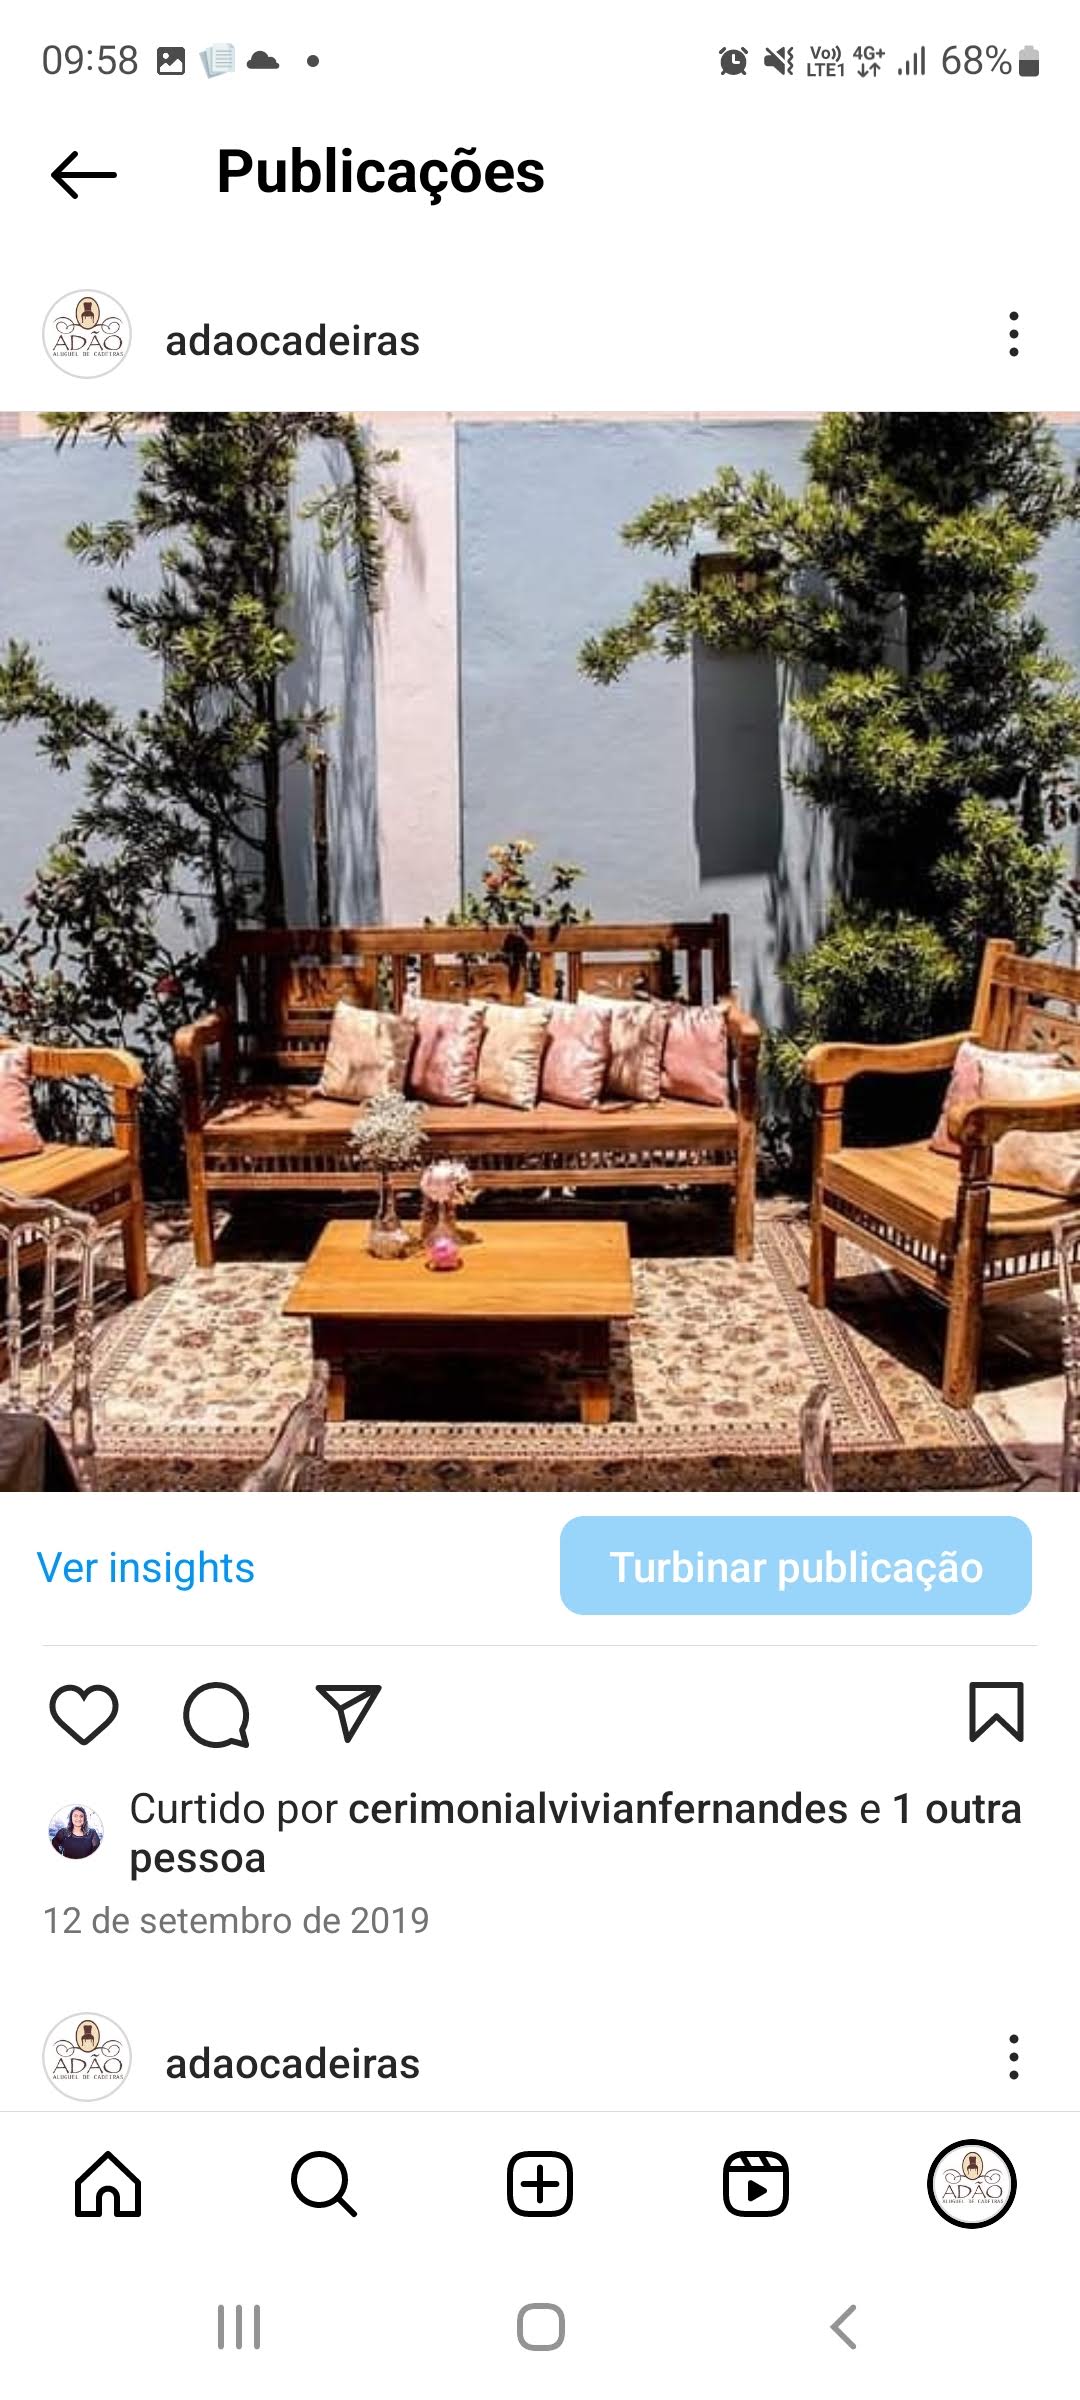 09:58
Vo))
LTE1
4G+
68%
Publicações
ADÃO
ALUGUEL DE CADEIRAS
adaocadeiras
Ver insights
Turbinar publicação
Curtido por cerimonialvivianfernandes e 1 outra
pessoa
12 de setembro de 2019
ADÃO
ALUGUEL DE CADEIRAS
adaocadeiras
ADÃO
ALUGUEL DE CADEIRAS